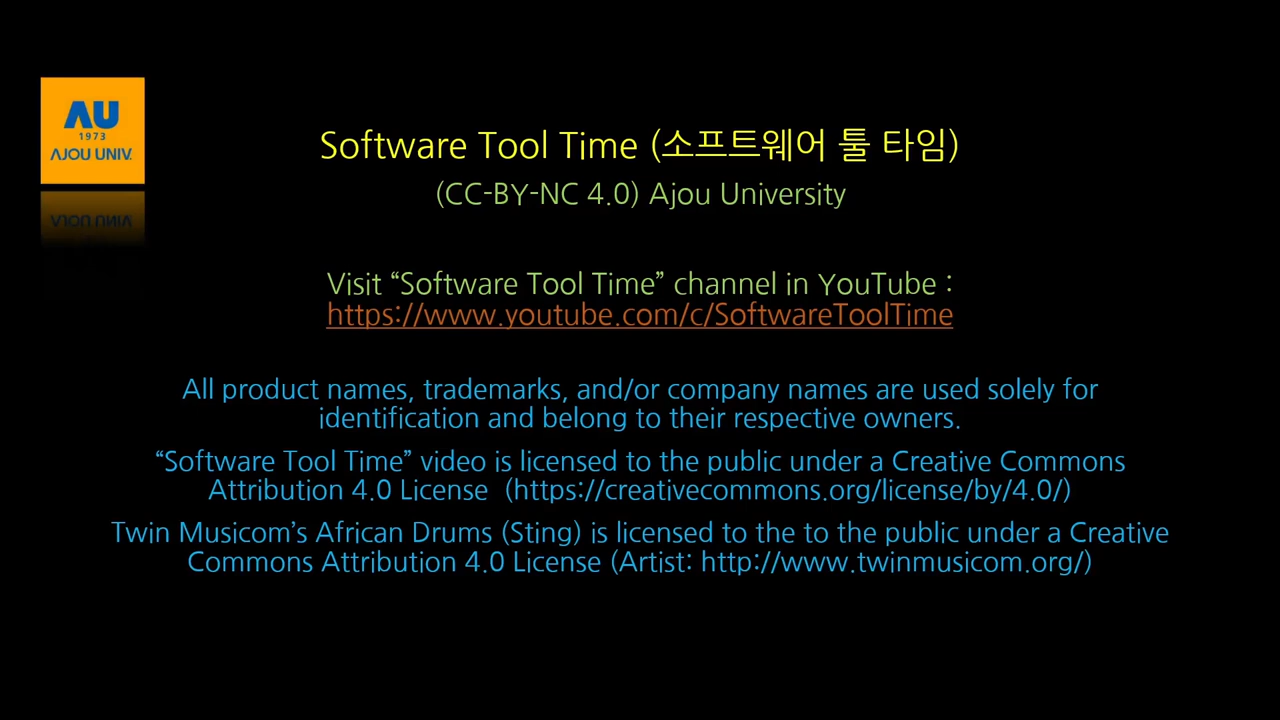 AU
1973
AJOU UNIV.
Software Tool Time (소프트웨어 툴 타임)
(CC-BY-NC 4.0) Ajou University
Visit “Software Tool Time” channel in YouTube :
https://www.youtube.com/c/SoftwareToolTime
All product names, trademarks, and/or company names are used solely for
identification and belong to their respective owners.
“Software Tool Time” video is licensed to the public under a Creative Commons
Attribution 4.0 License (https://creativecommons.org/license/by/4.0/)
Twin Musicom’s African Drums (Sting) is licensed to the to the public under a Creative
Commons Attribution 4.0 License (Artist: http://www.twinmusicom.org/)